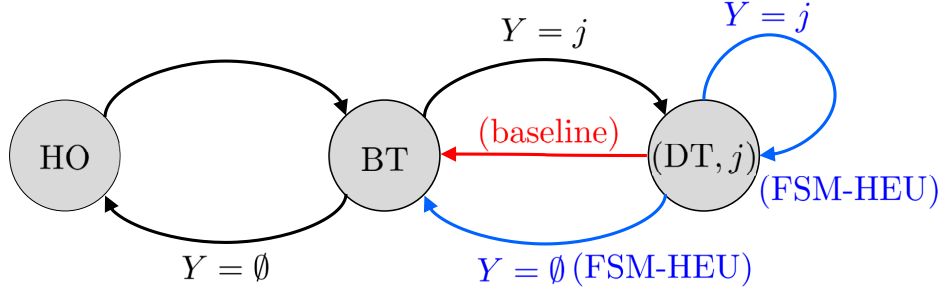 Y = j
Y = j
(baseline)
HO
BT
(DT, j)
(FSM-HEU)
Y = ∅
Y = ∅ (FSM-HEU)